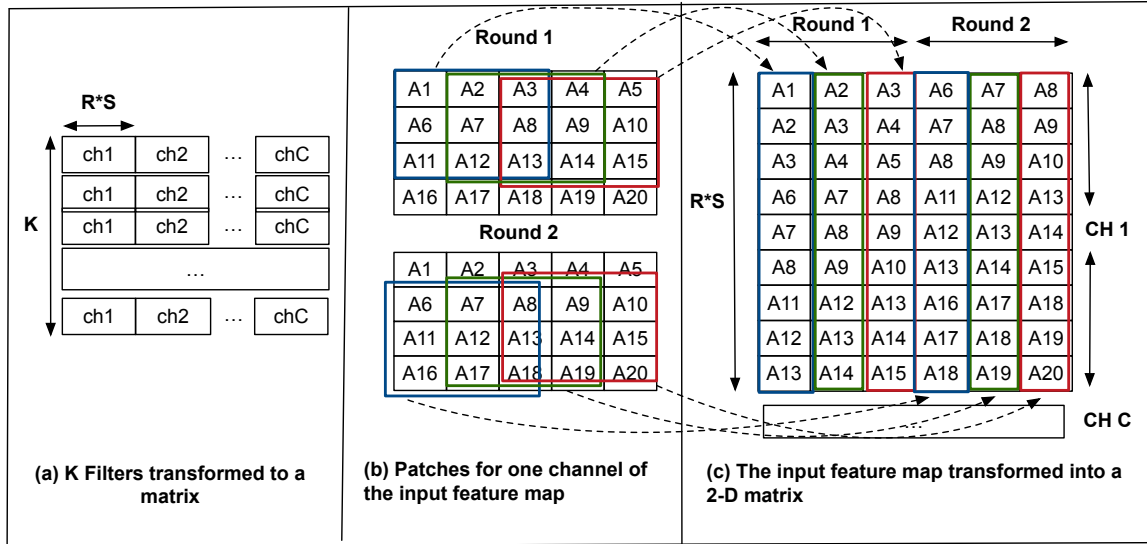 R*S
K
ch1 ch2 … chC
ch1 ch2 … chC
ch1 ch2 … chC
…
ch1 ch2 … chC
(a) K Filters transformed to a
matrix
Round 1
A1 A2 A3 A4 A5
A6 A7 A8 A9 A10
A11 A12 A13 A14 A15
A16 A17 A18 A19 A20
Round 2
A1 A2 A3 A4 A5
A6 A7 A8 A9 A10
A11 A12 A13 A14 A15
A16 A17 A18 A19 A20
(b) Patches for one channel of
the input feature map
Round 1 Round 2
R*S
A1 A2 A3 A6 A7 A8
A2 A3 A4 A7 A8 A9
A3 A4 A5 A8 A9 A10
A6 A7 A8 A11 A12 A13
A7 A8 A9 A12 A13 A14
A8 A9 A10 A13 A14 A15
A11 A12 A13 A16 A17 A18
A12 A13 A14 A17 A18 A19
A13 A14 A15 A18 A19 A20
CH 1
…
CH C
(c) The input feature map transformed into a
2-D matrix